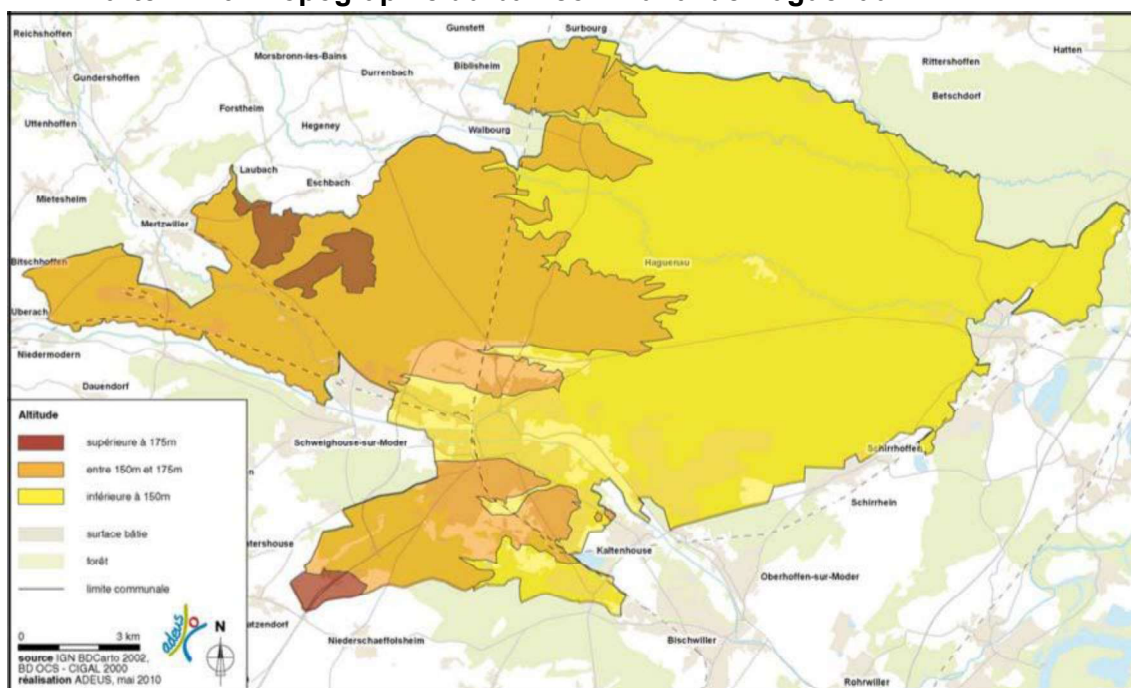 Reichshoffen
Gunstett
Surbourg
Hatten
Morsbronn-les-Bains
Biblisheim
Rittershoffen
Gundershoffen
Durrenbach
Betschdorf
Forstheim
Uttenhoffen
Hegeney
Walbourg
Laubach
Eschbach
Mietesheim
Mertzwiller
Bitschhoffen
Haguenau
Uberach
Niedermodern
Dauendorf
Schweighouse-sur-Moder
Schirrhoffen
Schirrhein
Kaltenhouse
Oberhoffen-sur-Moder
Niederschaeffolsheim
Bischwiller
Rohrwiller
Altitude
supérieure à 175m
entre 150m et 175m
inférieure à 150m
surface bâtie
forêt
limite communale
0 3 km
adeus
N
source IGN BDCarto 2002,
BD OCS - CIGAL 2000
réalisation ADEUS, mai 2010